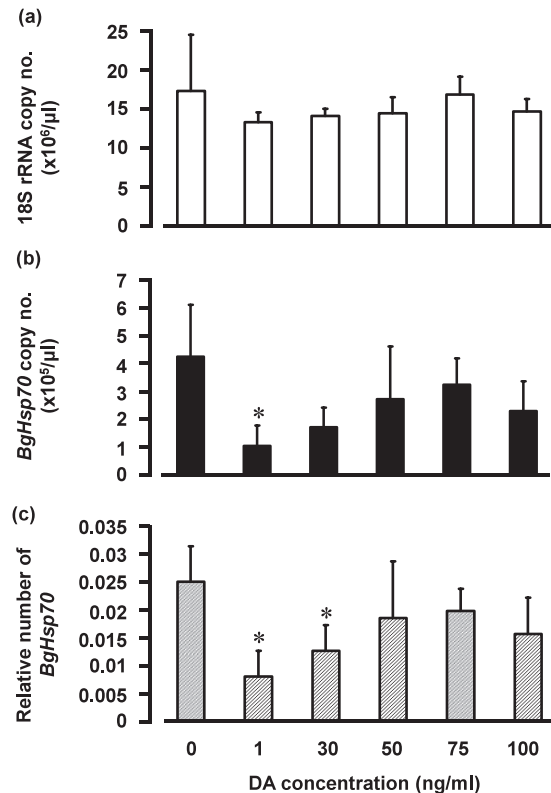 (a)
18S rRNA copy no.
(x10⁶/µl)
25
20
15
10
5
0
(b)
BgHsp70 copy no.
(x10⁵/µl)
7
6
5
4
3
2
1
0
*
(c)
Relative number of
BgHsp70
0.035
0.03
0.025
0.02
0.015
0.01
0.005
0
* *
0 1 30 50 75 100
DA concentration (ng/ml)